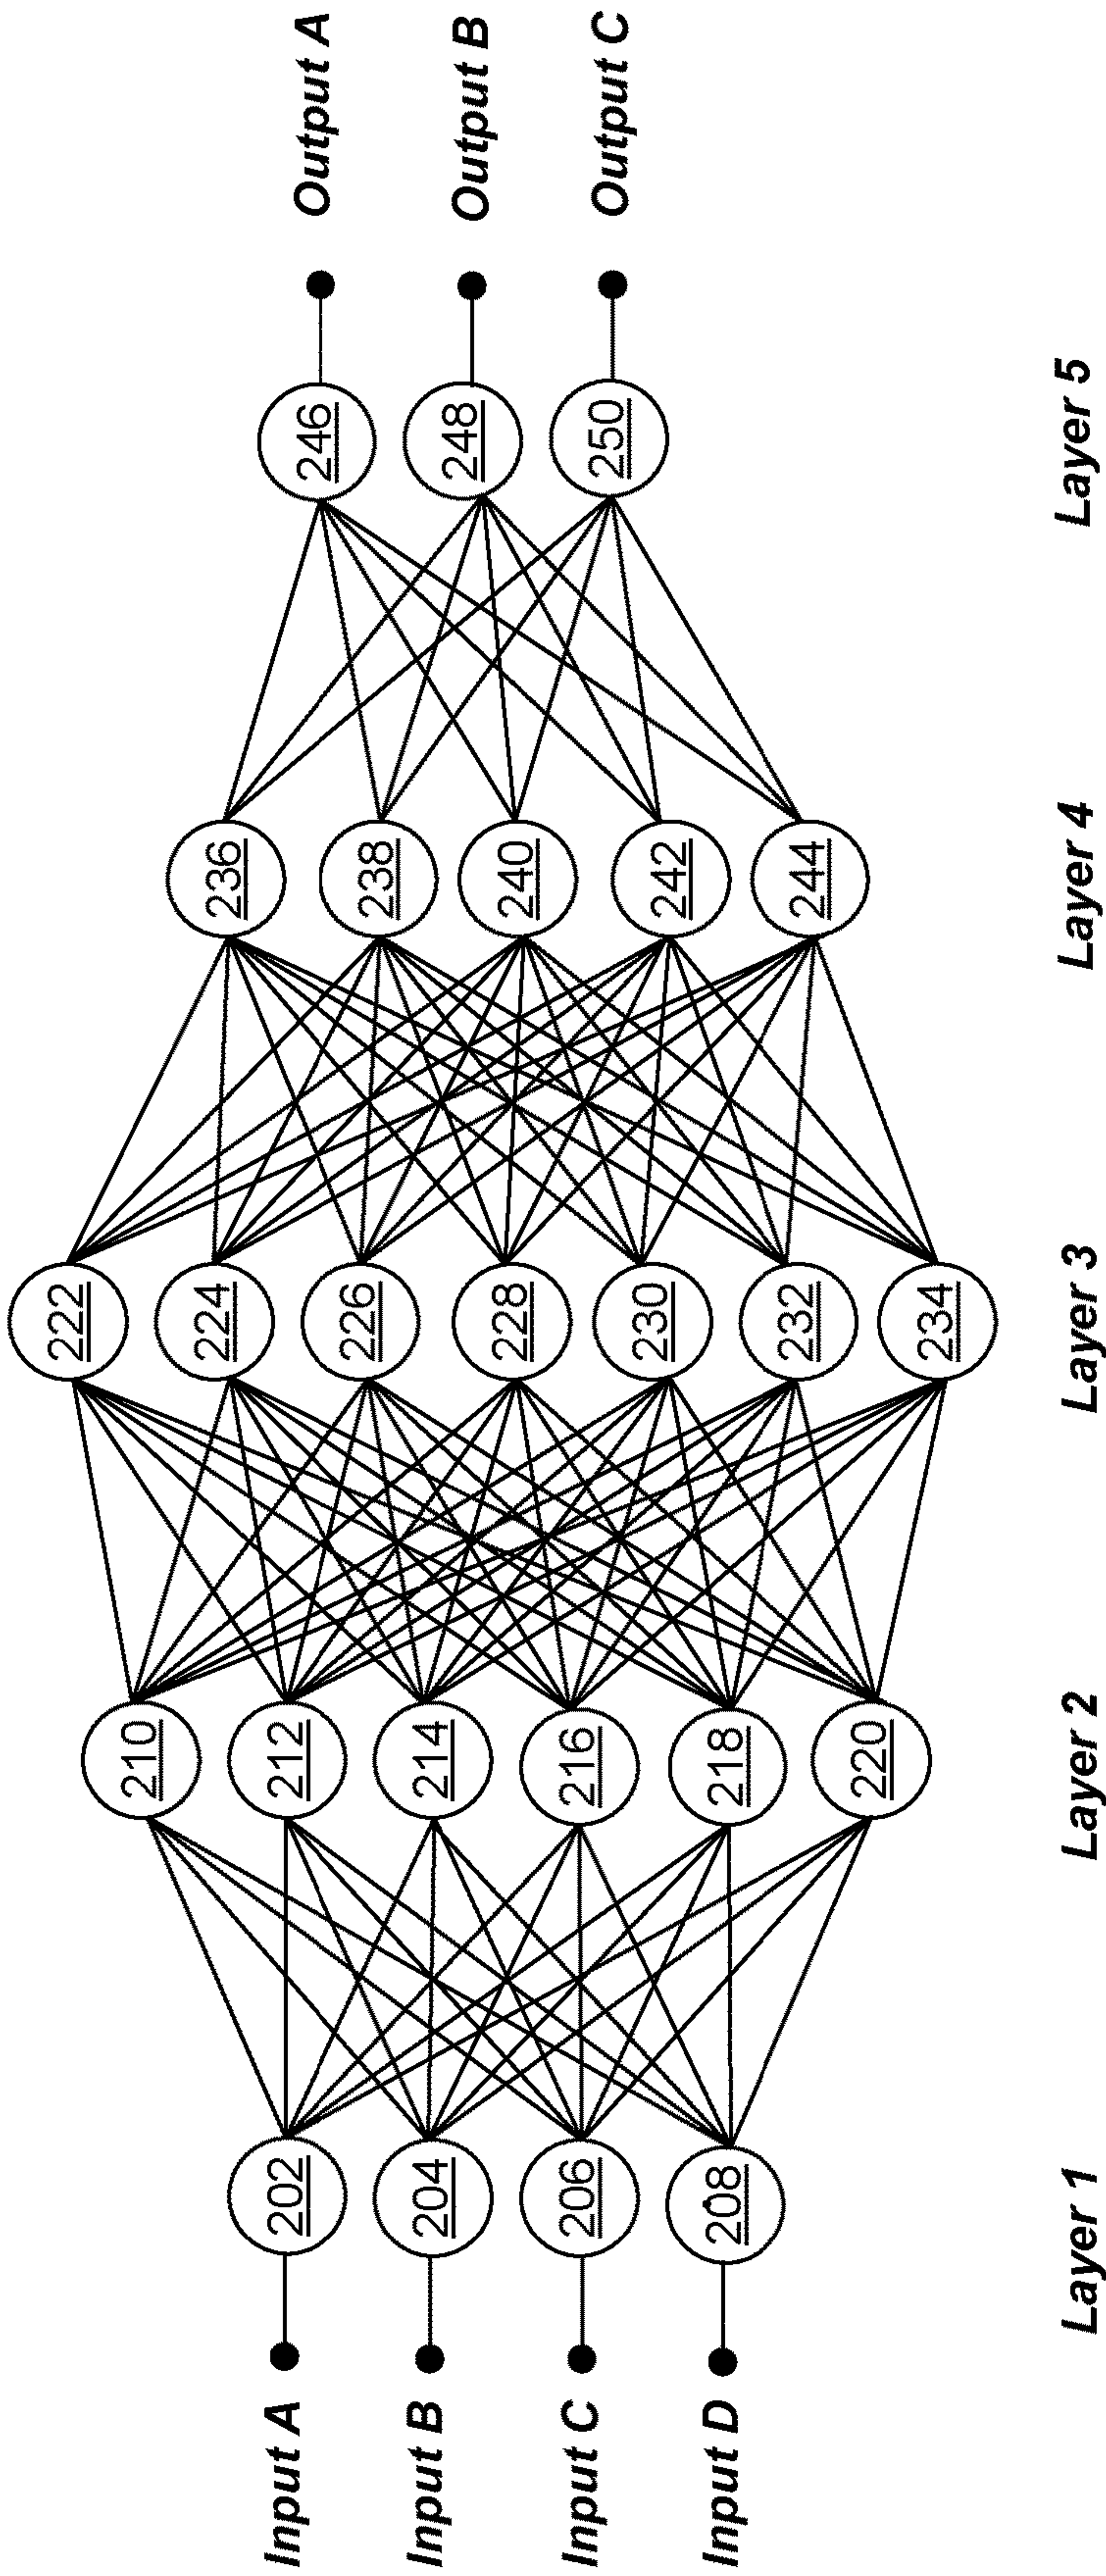 Input A
Input B
Input C
Input D
202
204
206
208
Layer 1
210
212
214
216
218
220
Layer 2
222
224
226
228
230
232
234
Layer 3
236
238
240
242
244
Layer 4
246
248
250
Layer 5
Output A
Output B
Output C